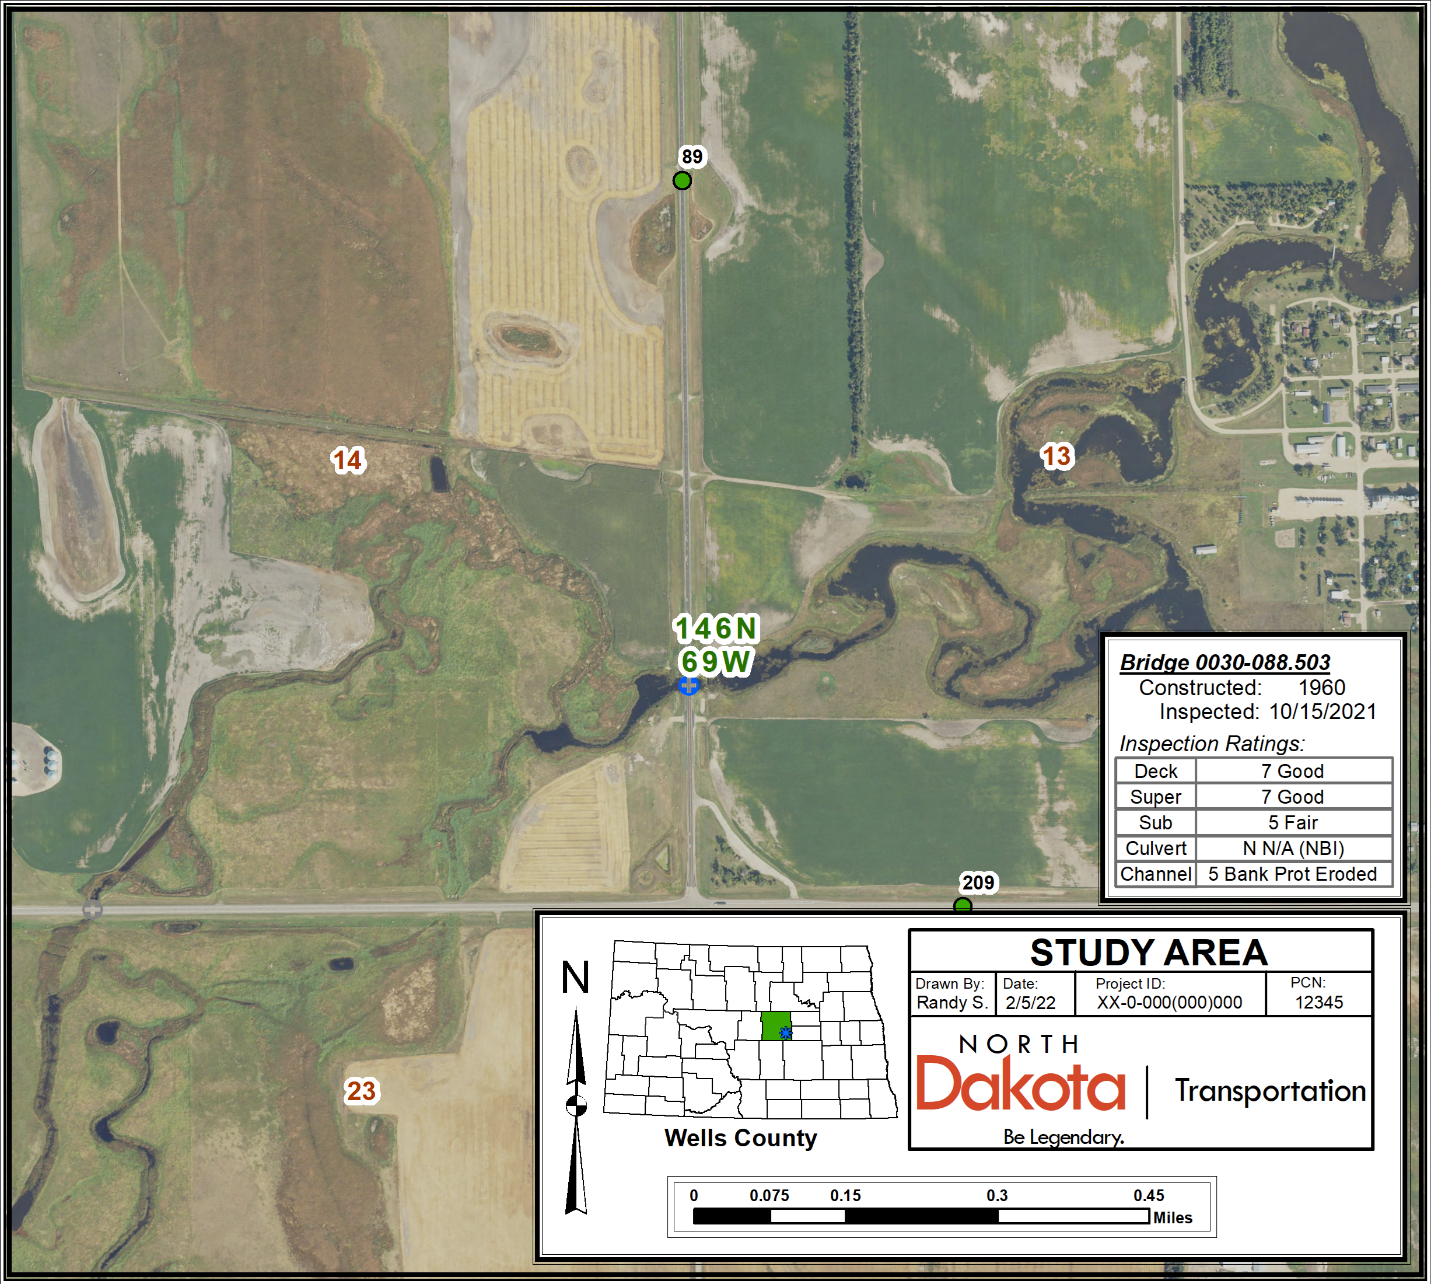 89
14
13
146N
69W
Bridge 0030-088.503
Constructed: 1960
Inspected: 10/15/2021
Inspection Ratings:
Deck 7 Good
Super 7 Good
Sub 5 Fair
Culvert N N/A (NBI)
Channel 5 Bank Prot Eroded
209
23
N
Wells County
STUDY AREA
Drawn By: Date: Project ID: PCN:
Randy S. 2/5/22 XX-0-000(000)000 12345
NORTH
Dakota
Transportation
Be Legendary.
0 0.075 0.15 0.3 0.45
Miles